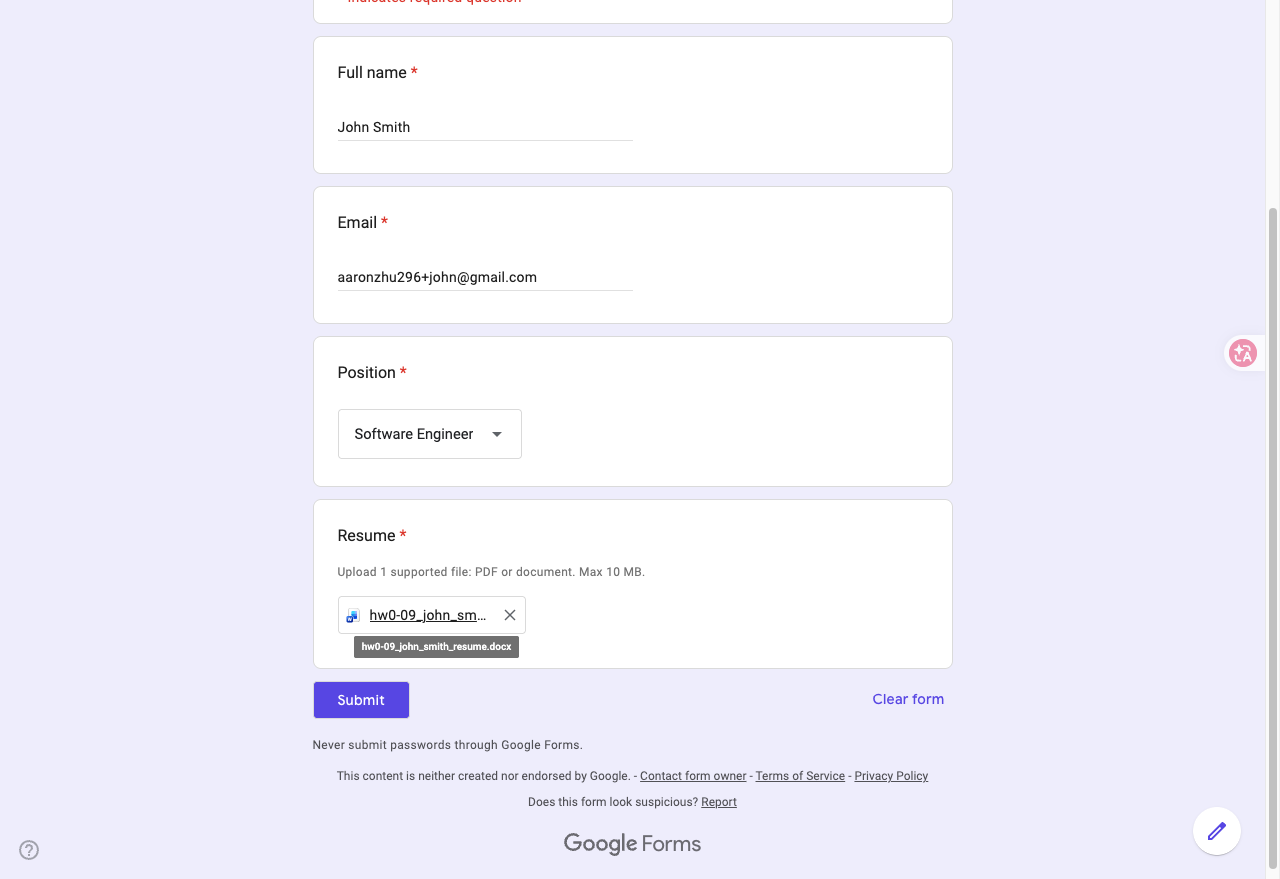 * Indicates required question
Full name *
John Smith
Email *
aaronzhu296+john@gmail.com
Position *
Software Engineer
Resume *
Upload 1 supported file: PDF or document. Max 10 MB.
hw0-09_john_sm...
hw0-09_john_smith_resume.docx
Submit
Clear form
Never submit passwords through Google Forms.
This content is neither created nor endorsed by Google. - Contact form owner - Terms of Service - Privacy Policy
Does this form look suspicious? Report
Google Forms